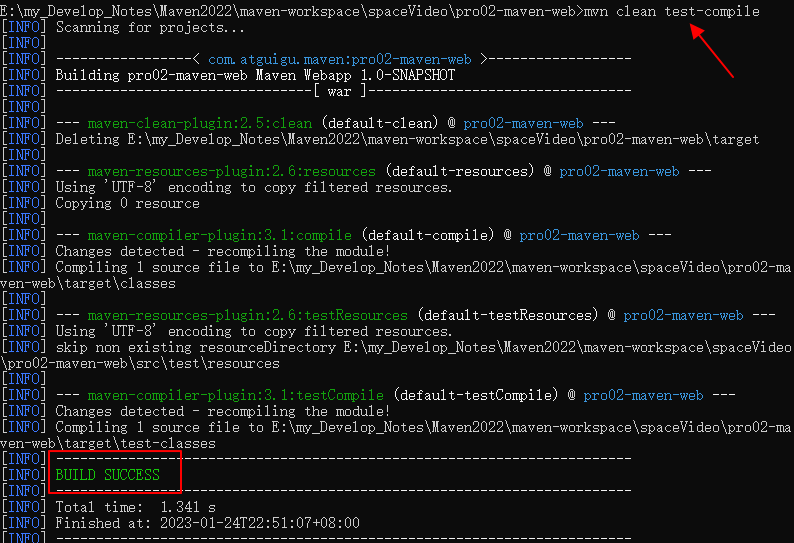 E:\my_Develop_Notes\Maven2022\maven-workspace\spaceVideo\pro02-maven-web>mvn clean test-compile
[INFO] Scanning for projects...
[INFO]
[INFO] -----------------< com.atguigu.maven:pro02-maven-web >------------------
[INFO] Building pro02-maven-web Maven Webapp 1.0-SNAPSHOT
[INFO] --------------------------------[ war ]---------------------------------
[INFO]
[INFO] --- maven-clean-plugin:2.5:clean (default-clean) @ pro02-maven-web ---
[INFO] Deleting E:\my_Develop_Notes\Maven2022\maven-workspace\spaceVideo\pro02-maven-web\target
[INFO]
[INFO] --- maven-resources-plugin:2.6:resources (default-resources) @ pro02-maven-web ---
[INFO] Using 'UTF-8' encoding to copy filtered resources.
[INFO] Copying 0 resource
[INFO]
[INFO] --- maven-compiler-plugin:3.1:compile (default-compile) @ pro02-maven-web ---
[INFO] Changes detected - recompiling the module!
[INFO] Compiling 1 source file to E:\my_Develop_Notes\Maven2022\maven-workspace\spaceVideo\pro02-ma
ven-web\target\classes
[INFO]
[INFO] --- maven-resources-plugin:2.6:testResources (default-testResources) @ pro02-maven-web ---
[INFO] Using 'UTF-8' encoding to copy filtered resources.
[INFO] skip non existing resourceDirectory E:\my_Develop_Notes\Maven2022\maven-workspace\spaceVideo
\pro02-maven-web\src\test\resources
[INFO]
[INFO] --- maven-compiler-plugin:3.1:testCompile (default-testCompile) @ pro02-maven-web ---
[INFO] Changes detected - recompiling the module!
[INFO] Compiling 1 source file to E:\my_Develop_Notes\Maven2022\maven-workspace\spaceVideo\pro02-ma
ven-web\target\test-classes
[INFO] ------------------------------------------------------------------------
[INFO] BUILD SUCCESS
[INFO] ------------------------------------------------------------------------
[INFO] Total time:  1.341 s
[INFO] Finished at: 2023-01-24T22:51:07+08:00
[INFO] ------------------------------------------------------------------------